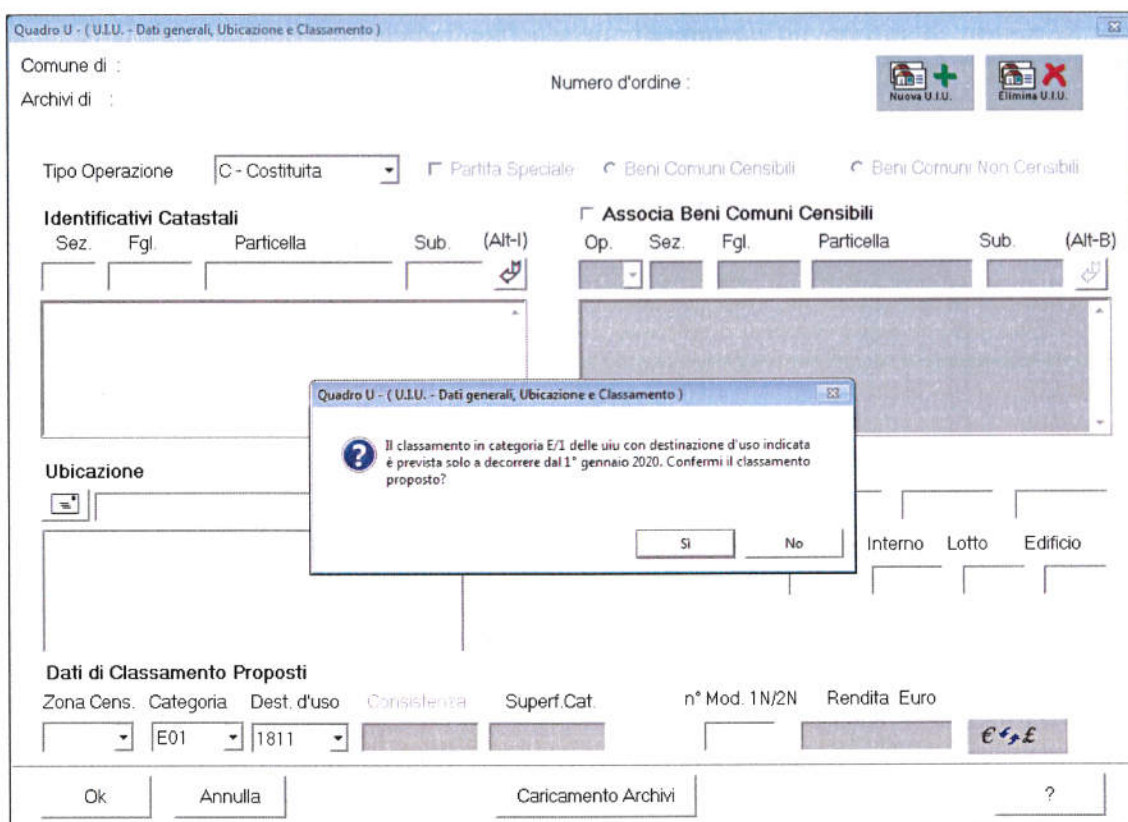 Quadro U - ( U.I.U. - Dati generali, Ubicazione e Classamento )
Comune di :
Numero d'ordine :
Archivi di :
Nuova U.I.U.
Elimina U.I.U.
Tipo Operazione C - Costituita Partita Speciale Beni Comuni Censibili Beni Comuni Non Censibili
Identificativi Catastali
Associa Beni Comuni Censibili
Sez. Fgl. Particella Sub. (Alt-I)
Op. Sez. Fgl. Particella Sub. (Alt-B)
Quadro U - ( U.I.U. - Dati generali, Ubicazione e Classamento )
Il classamento in categoria E/1 delle uiu con destinazione d'uso indicata
è prevista solo a decorrere dal 1° gennaio 2020. Confermi il classamento
proposto?
Sì No
Ubicazione
Interno Lotto Edificio
Dati di Classamento Proposti
Zona Cens. Categoria Dest. d'uso Consistenza Superf.Cat. n° Mod. 1N/2N Rendita Euro
E01 1811 € £
Ok Annulla Caricamento Archivi ?